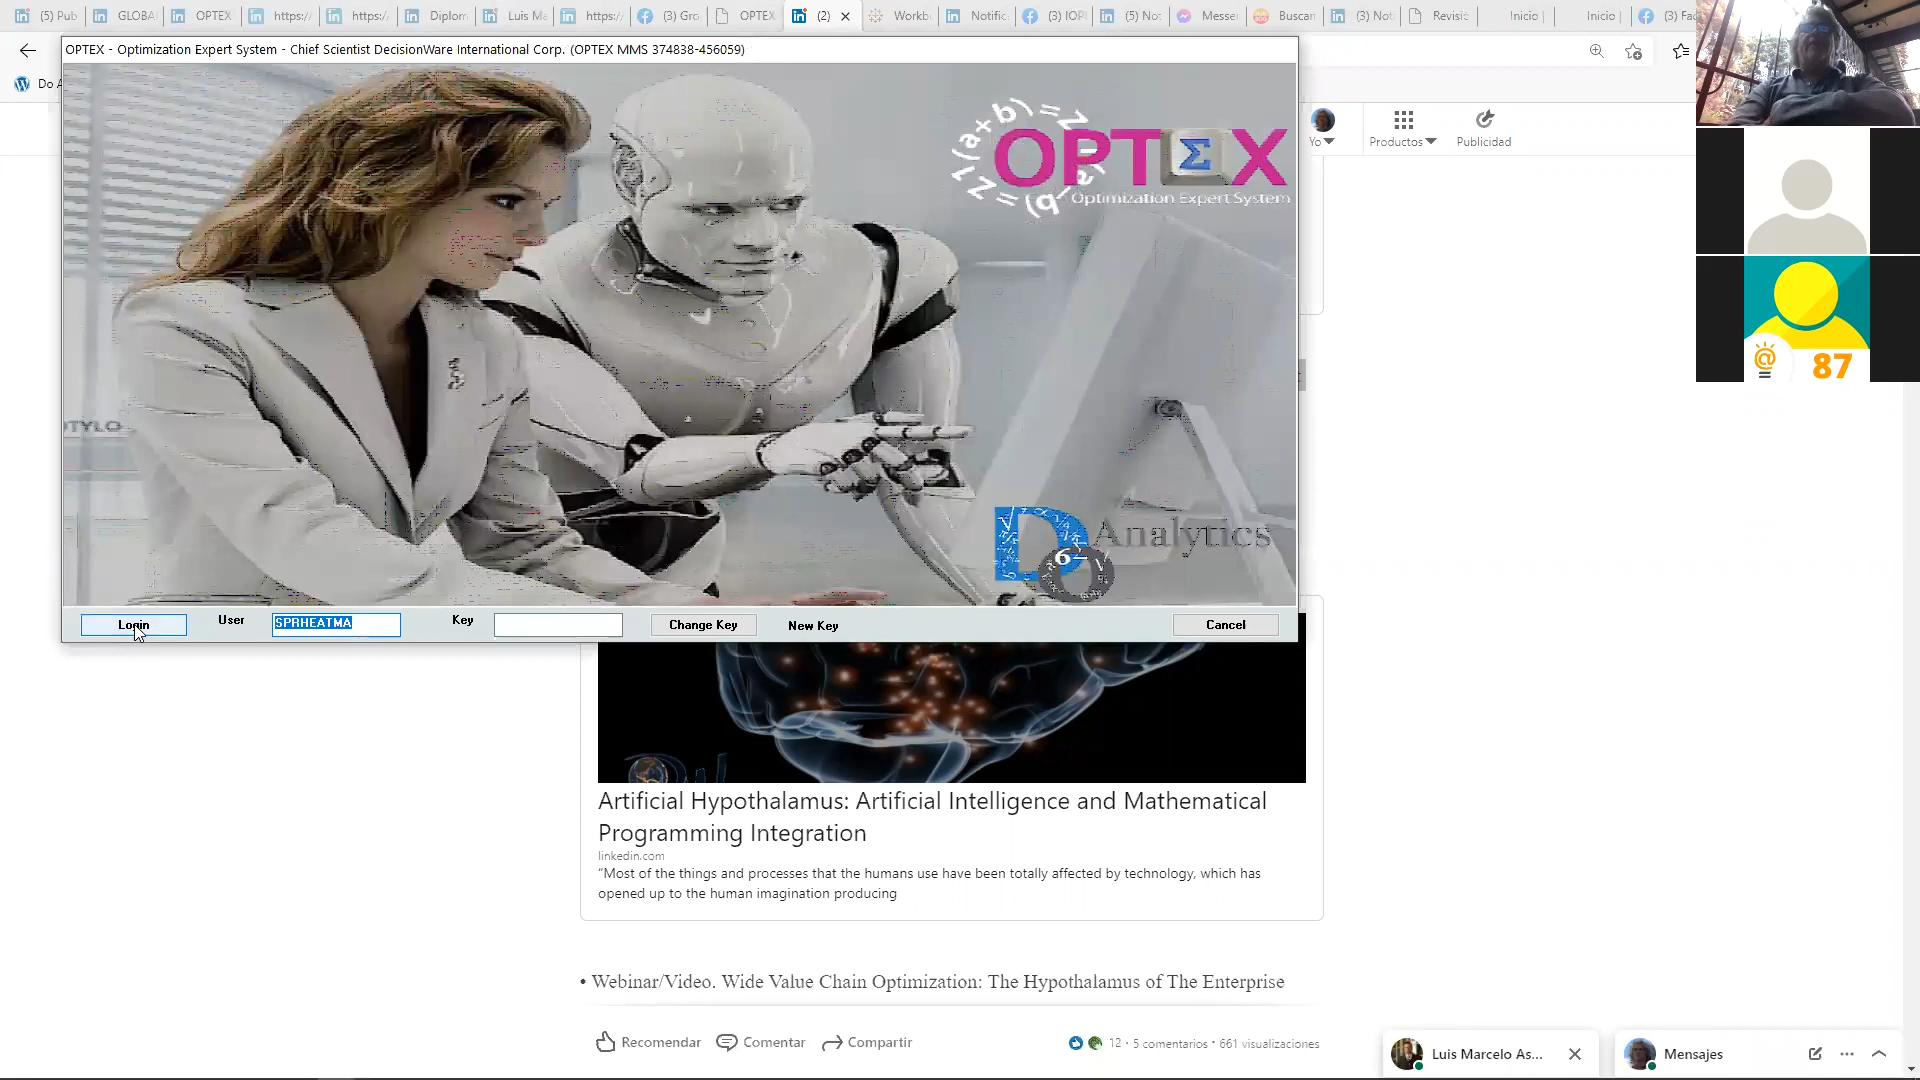 (5) Pub
GLOBA
OPTEX
https:/
https:/
Diplom
Luis Ma
https:/
(3) Gro
OPTEX
(2)
Workb
Notific
(3) IOP
(5) Not
Messe
Buscan
(3) Not
Revisic
Inicio |
Inicio |
(3) Fac
OPTEX - Optimization Expert System - Chief Scientist DecisionWare International Corp. (OPTEX MMS 374838-456059)
Do A
OPTΣX
Optimization Expert System
Yo
Productos
Publicidad
87
OTYLO
DO
Analytics
Login
User
SPRHEATMA
Key
Change Key
New Key
Cancel
Artificial Hypothalamus: Artificial Intelligence and Mathematical
Programming Integration
linkedin.com
“Most of the things and processes that the humans use have been totally affected by technology, which has
opened up to the human imagination producing
• Webinar/Video. Wide Value Chain Optimization: The Hypothalamus of The Enterprise
Recomendar
Comentar
Compartir
12 · 5 comentarios · 661 visualizaciones
Luis Marcelo As...
Mensajes